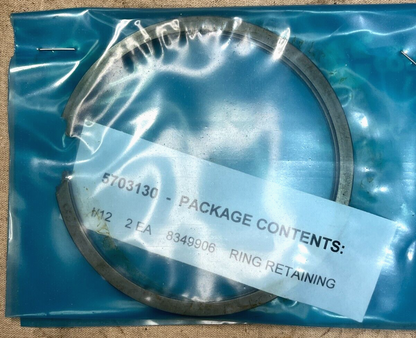 5703130 - PACKAGE CONTENTS:
M12 2 EA 8349906 RING RETAINING